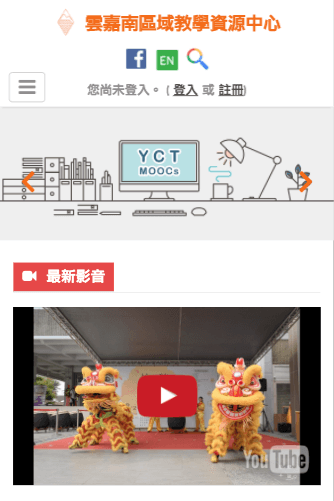 雲嘉南區域教學資源中心
EN
您尚未登入。 ( 登入 或 註冊)
YCT
MOOCs
最新影音
YouTube